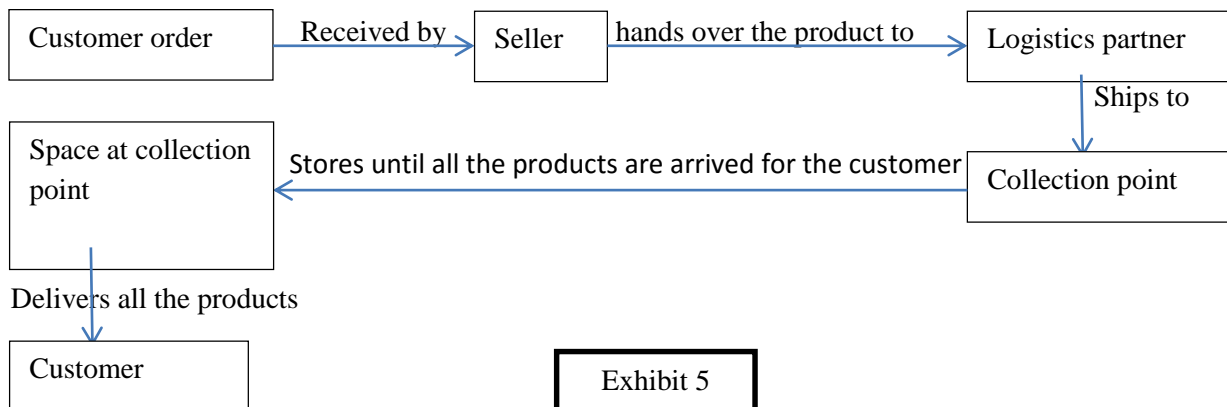 Customer order
Received by
Seller
hands over the product to
Logistics partner
Ships to
Collection point
Stores until all the products are arrived for the customer
Space at collection
point
Delivers all the products
Customer
Exhibit 5